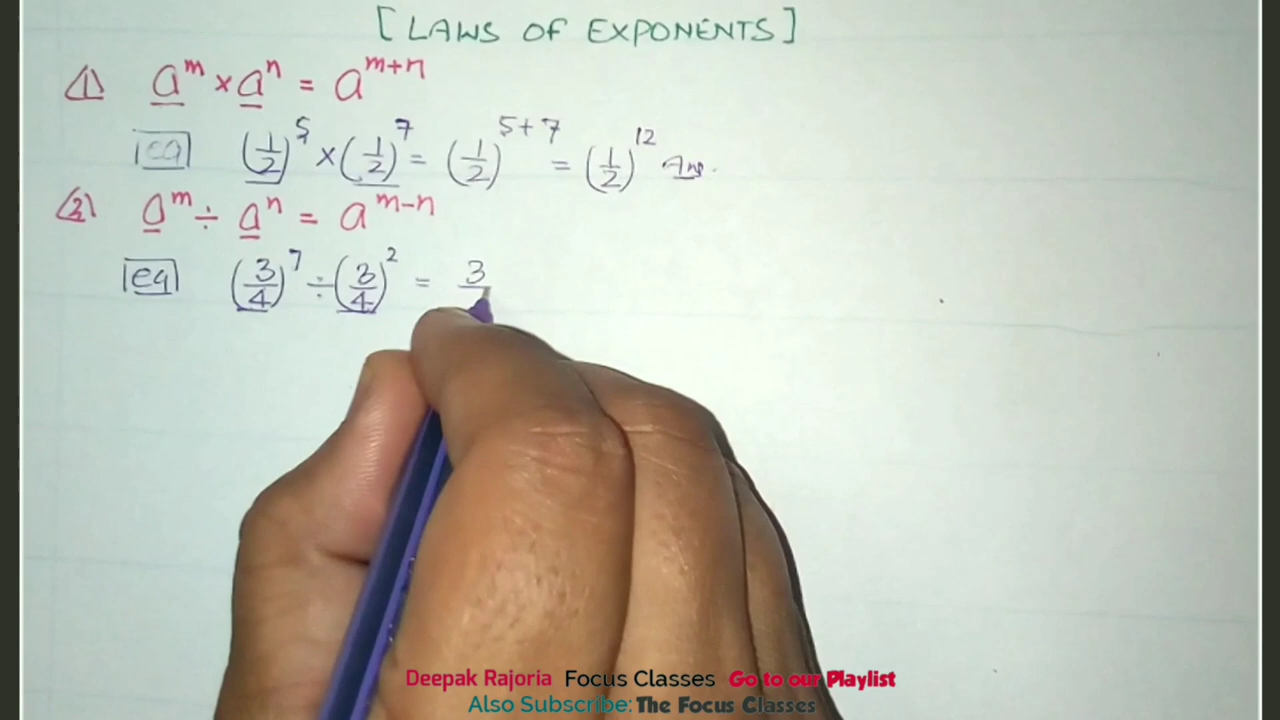 [LAWS OF EXPONENTS]
(1) a^m × a^n = a^(m+n)
eg (1/2)^5 × (1/2)^7 = (1/2)^(5+7) = (1/2)^12 Ans.
(2) a^m ÷ a^n = a^(m-n)
eg (3/4)^7 ÷ (3/4)^2 = 3/
Deepak Rajoria Focus Classes Go to our Playlist
Also Subscribe: The Focus Classes